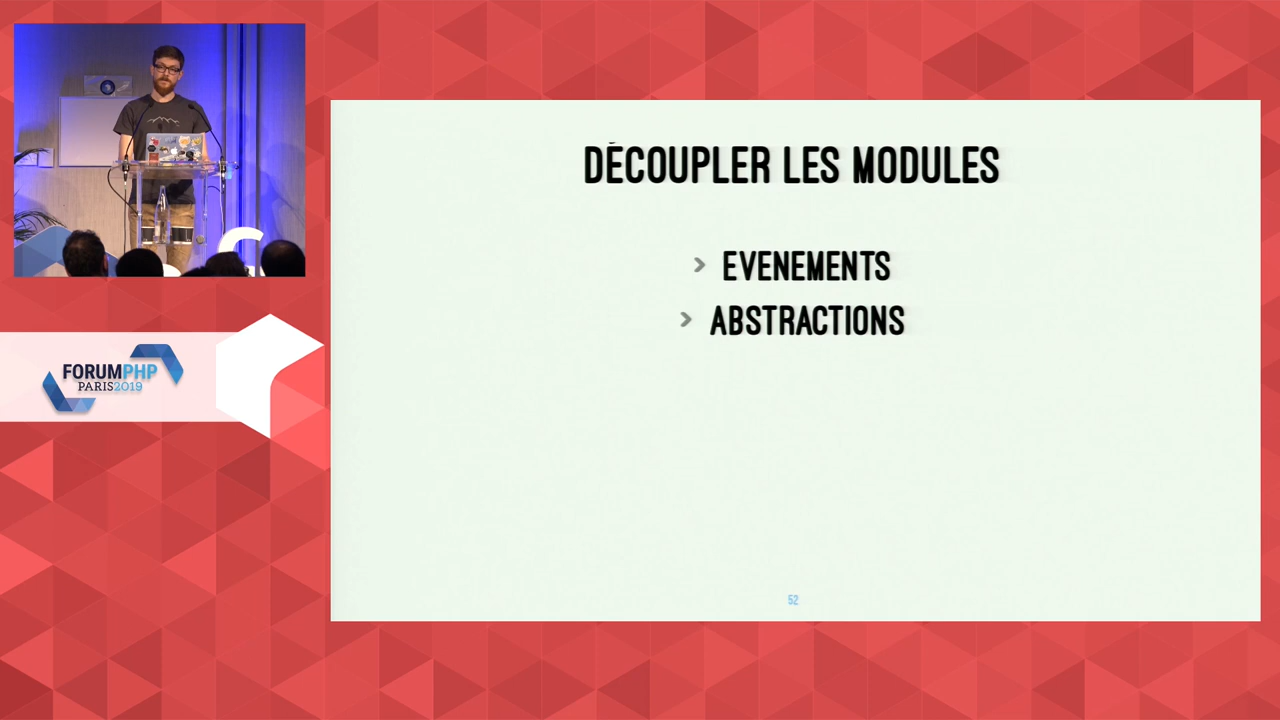 DÉCOUPLER LES MODULES
> EVENEMENTS
> ABSTRACTIONS
52
FORUMPHP
PARIS2019